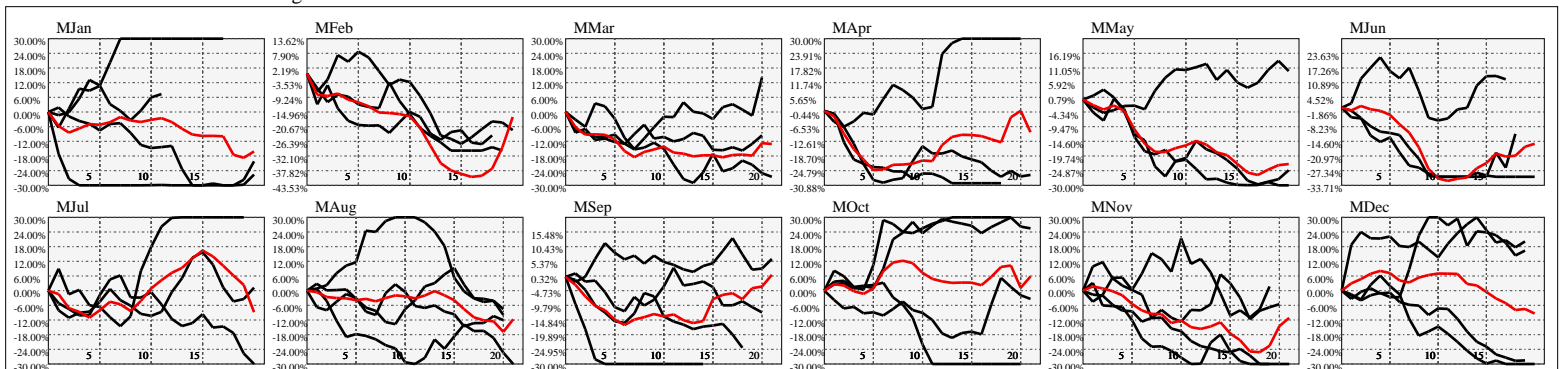 MJan MFeb MMar MApr MMay MJun
30.00% 13.62% 30.00% 30.00% 16.19% 23.63%
24.00% 7.90% 24.00% 23.91% 11.05% 17.26%
18.00% 2.19% 18.00% 17.82% 5.92% 10.89%
12.00% -3.53% 12.00% 11.74% 0.79% 4.52%
6.00% -9.24% 6.00% 5.65% -4.34% -1.86%
0.00% -14.96% 0.00% -0.44% -9.47% -8.23%
-6.00% -20.67% -6.00% -6.53% -14.60% -14.60%
-12.00% -26.39% -12.00% -12.61% -19.74% -20.97%
-18.00% -32.10% -18.00% -18.70% -24.87% -27.34%
-24.00% -37.82% -24.00% -24.79% -30.00% -33.71%
-30.00% -43.53% -30.00% -30.88%
5 10 15 5 10 15 5 10 15 20 5 10 15 20 5 10 15 20 5 10 15
MJul MAug MSep MOct MNov MDec
30.00% 30.00% 15.48% 30.00% 30.00% 30.00%
24.00% 24.00% 10.43% 24.00% 24.00% 24.00%
18.00% 18.00% 5.37% 18.00% 18.00% 18.00%
12.00% 12.00% 0.32% 12.00% 12.00% 12.00%
6.00% 6.00% -4.73% 6.00% 6.00% 6.00%
0.00% 0.00% -9.79% 0.00% 0.00% 0.00%
-6.00% -6.00% -14.84% -6.00% -6.00% -6.00%
-12.00% -12.00% -19.89% -12.00% -12.00% -12.00%
-18.00% -18.00% -24.95% -18.00% -18.00% -18.00%
-24.00% -24.00% -30.00% -24.00% -24.00% -24.00%
-30.00% -30.00% -30.00% -30.00% -30.00%
5 10 15 5 10 15 20 5 10 15 20 5 10 15 20 5 10 15 20 5 10 15